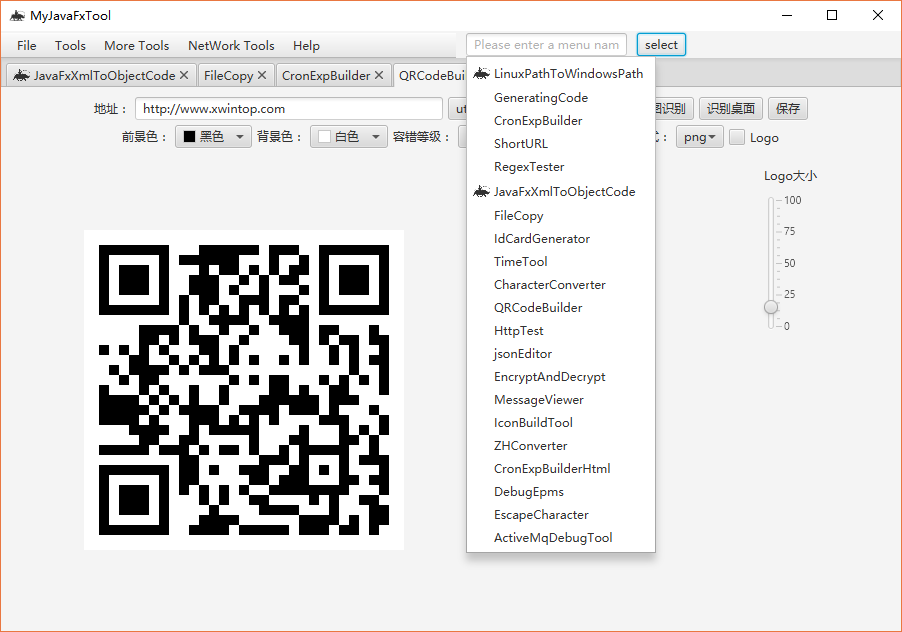 MyJavaFxTool
File Tools More Tools NetWork Tools Help Please enter a menu nam select
JavaFxXmlToObjectCode FileCopy CronExpBuilder QRCodeBui
地址： http://www.xwintop.com 识别 识别桌面 保存
前景色： 黑色 背景色： 白色 容错等级： png Logo
Logo大小
100
75
50
25
0
LinuxPathToWindowsPath
GeneratingCode
CronExpBuilder
ShortURL
RegexTester
JavaFxXmlToObjectCode
FileCopy
IdCardGenerator
TimeTool
CharacterConverter
QRCodeBuilder
HttpTest
jsonEditor
EncryptAndDecrypt
MessageViewer
IconBuildTool
ZHConverter
CronExpBuilderHtml
DebugEpms
EscapeCharacter
ActiveMqDebugTool